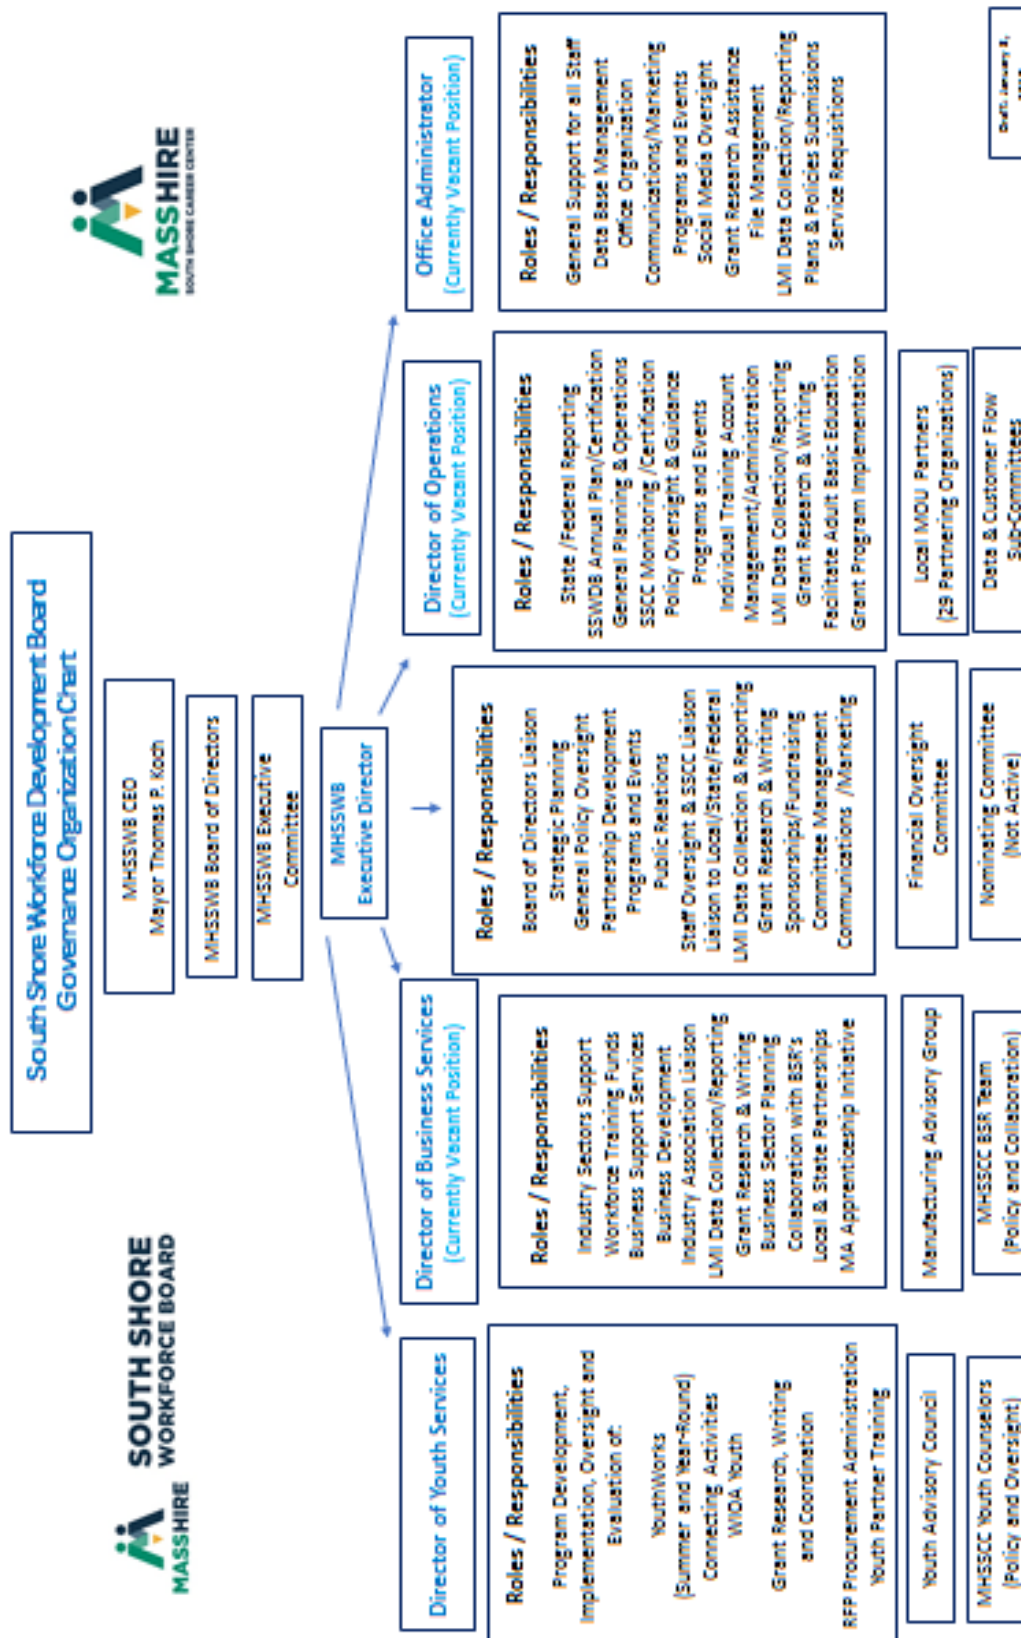 MASSHIRE
SOUTH SHORE
WORKFORCE BOARD
South Shore Workforce Development Board
Governance Organization Chart
MASSHIRE
SOUTH SHORE CAREER CENTER
MHSSWB CEO
Mayor Thomas P. Koch
MHSSWB Board of Directors
MHSSWB Executive
Committee
MHSSWB
Executive Director
Director of Youth Services
Roles / Responsibilities
Program Development,
Implementation, Oversight and
Evaluation of:
YouthWorks
(Summer and Year-Round)
Connecting Activities
WIOA Youth
Grant Research, Writing
and Coordination
RFP Procurement Administration
Youth Partner Training
Youth Advisory Council
MHSSCC Youth Counselors
(Policy and Oversight)
Director of Business Services
(Currently Vacant Position)
Roles / Responsibilities
Industry Sectors Support
Workforce Training Funds
Business Support Services
Business Development
Industry Association Liaison
LMI Data Collection/Reporting
Grant Research & Writing
Business Sector Planning
Collaboration with BSR's
Local & State Partnerships
MA Apprenticeship Initiative
Manufacturing Advisory Group
MHSSCC BSR Team
(Policy and Collaboration)
Roles / Responsibilities
Board of Directors Liaison
Strategic Planning
General Policy Oversight
Partnership Development
Programs and Events
Public Relations
Staff Oversight & SSCC Liaison
Liaison to Local/State/Federal
LMI Data Collection & Reporting
Grant Research & Writing
Sponsorships/Fundraising
Committee Management
Communications /Marketing
Financial Oversight
Committee
Nominating Committee
(Not Active)
Director of Operations
(Currently Vacant Position)
Roles / Responsibilities
State /Federal Reporting
SSWDB Annual Plan/Certification
General Planning & Operations
SSCC Monitoring /Certification
Policy Oversight & Guidance
Programs and Events
Individual Training Account
Management/Administration
LMI Data Collection/Reporting
Grant Research & Writing
Facilitate Adult Basic Education
Grant Program Implementation
Local MOU Partners
(29 Partnering Organizations)
Data & Customer Flow
Sub-Committees
Office Administrator
(Currently Vacant Position)
Roles / Responsibilities
General Support for all Staff
Data Base Management
Office Organization
Communications/Marketing
Programs and Events
Social Media Oversight
Grant Research Assistance
File Management
LMI Data Collection/Reporting
Plans & Policies Submissions
Service Requisitions
Draft: January